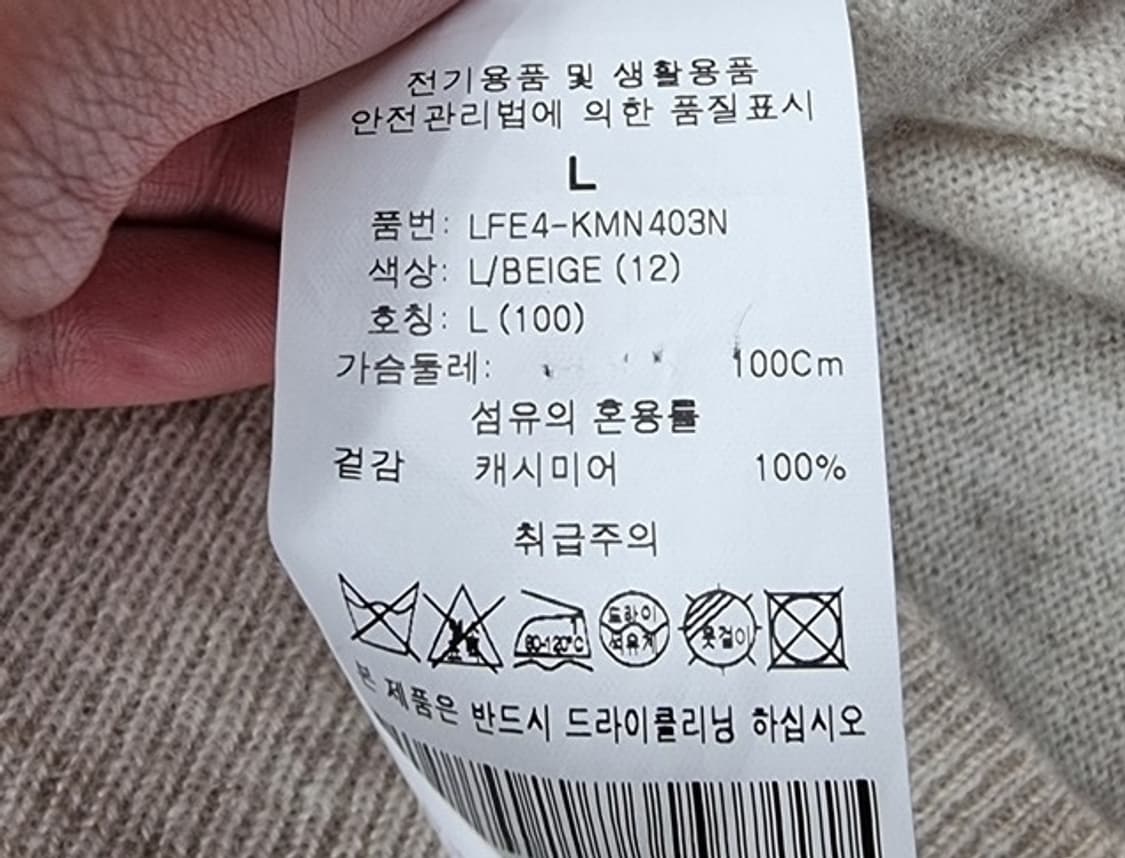 전기용품 및 생활용품
안전관리법에 의한 품질표시
L
품번: LFE4-KMN403N
색상: L/BEIGE (12)
호칭: L (100)
가슴둘레: 100Cm
섬유의 혼용률
겉감 캐시미어 100%
취급주의
80-120°C 드라이 석유계 옷걸이
본 제품은 반드시 드라이클리닝 하십시오